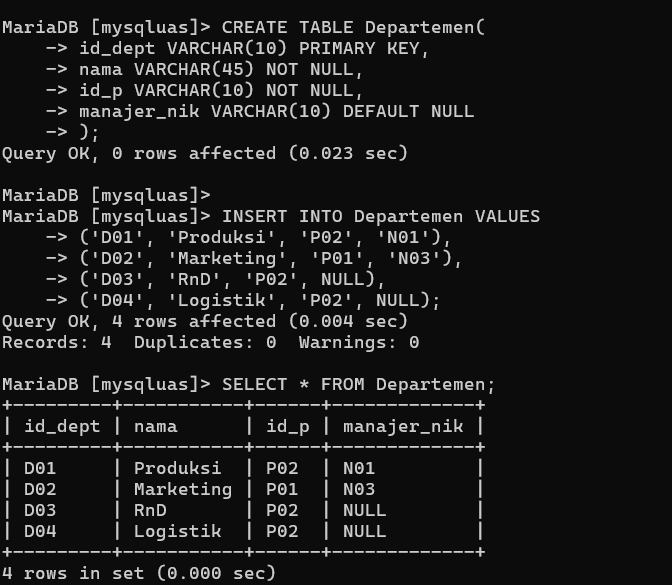 MariaDB [mysqluas]> CREATE TABLE Departemen(
    -> id_dept VARCHAR(10) PRIMARY KEY,
    -> nama VARCHAR(45) NOT NULL,
    -> id_p VARCHAR(10) NOT NULL,
    -> manajer_nik VARCHAR(10) DEFAULT NULL
    -> );
Query OK, 0 rows affected (0.023 sec)

MariaDB [mysqluas]>
MariaDB [mysqluas]> INSERT INTO Departemen VALUES
    -> ('D01', 'Produksi', 'P02', 'N01'),
    -> ('D02', 'Marketing', 'P01', 'N03'),
    -> ('D03', 'RnD', 'P02', NULL),
    -> ('D04', 'Logistik', 'P02', NULL);
Query OK, 4 rows affected (0.004 sec)
Records: 4  Duplicates: 0  Warnings: 0

MariaDB [mysqluas]> SELECT * FROM Departemen;
+---------+-----------+------+-------------+
| id_dept | nama      | id_p | manajer_nik |
+---------+-----------+------+-------------+
| D01     | Produksi  | P02  | N01         |
| D02     | Marketing | P01  | N03         |
| D03     | RnD       | P02  | NULL        |
| D04     | Logistik  | P02  | NULL        |
+---------+-----------+------+-------------+
4 rows in set (0.000 sec)